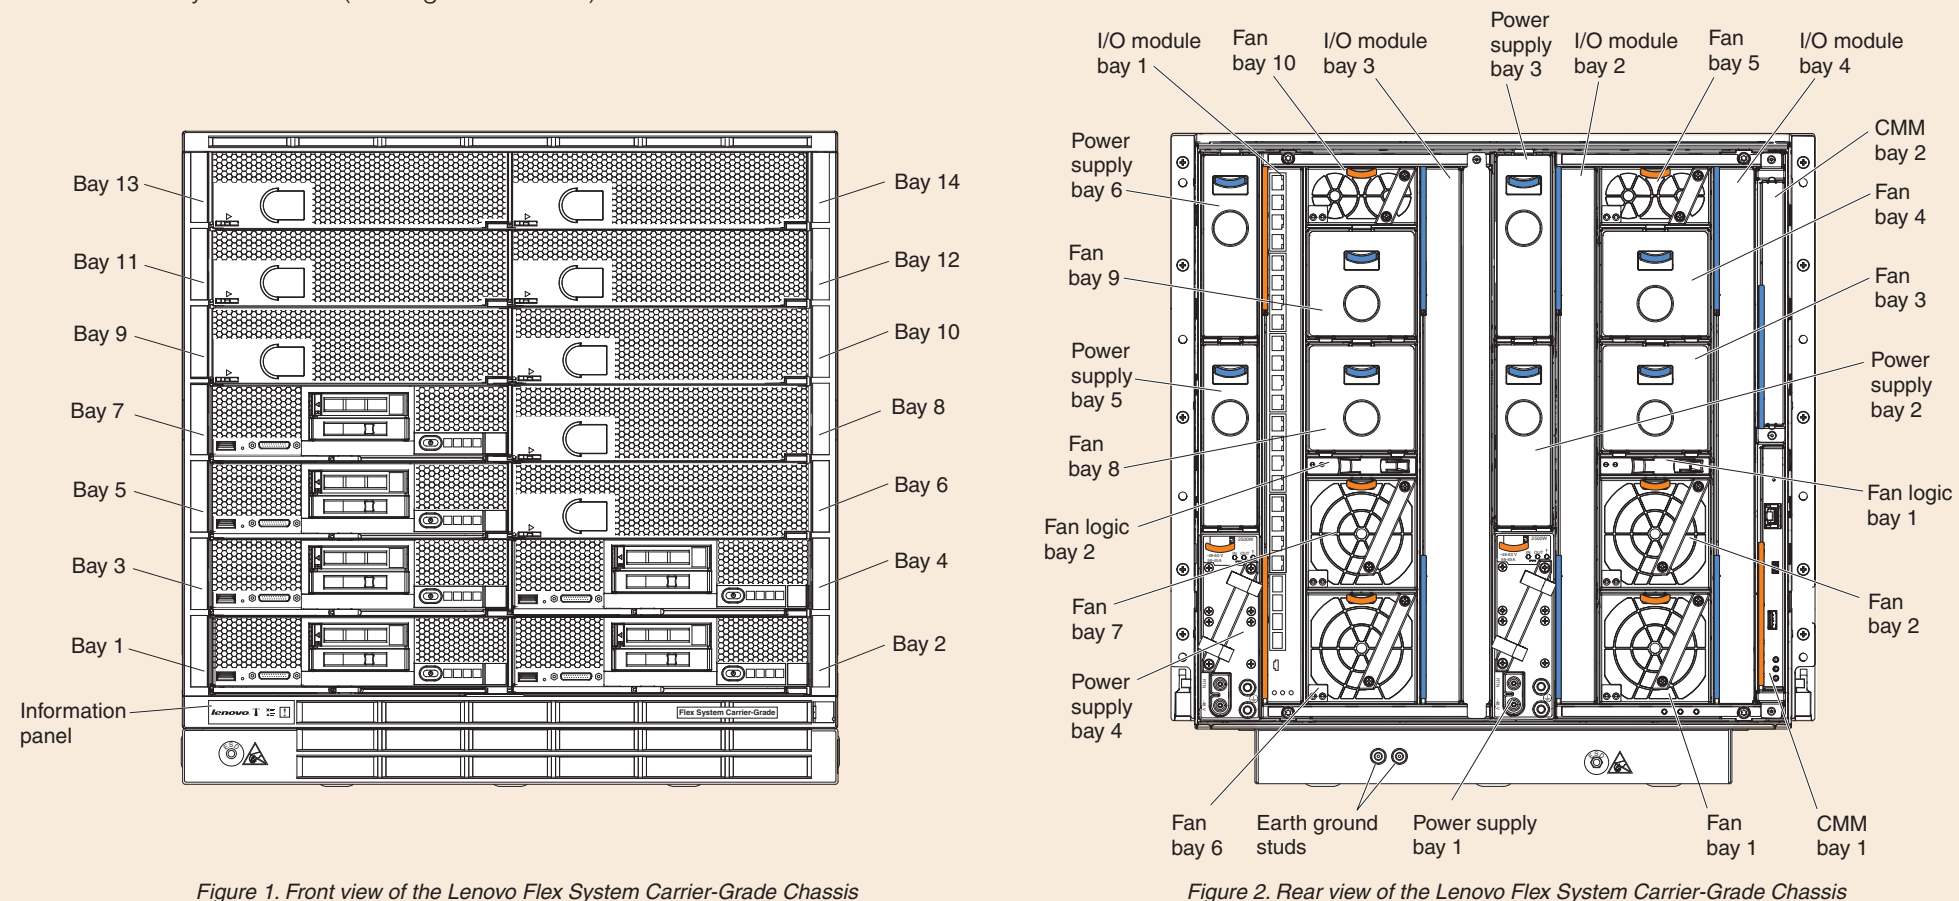 Bay 13
Bay 14
Bay 11
Bay 12
Bay 9
Bay 10
Bay 7
Bay 8
Bay 5
Bay 6
Bay 3
Bay 4
Bay 1
Bay 2
Information
panel
lenovo
Flex System Carrier-Grade
ESD
Figure 1. Front view of the Lenovo Flex System Carrier-Grade Chassis
I/O module
bay 1
Fan
bay 10
I/O module
bay 3
Power
supply
bay 3
I/O module
bay 2
Fan
bay 5
I/O module
bay 4
Power
supply
bay 6
CMM
bay 2
Fan
bay 4
Fan
bay 9
Fan
bay 3
Power
supply
bay 5
Power
supply
bay 2
Fan
bay 8
Fan logic
bay 1
Fan logic
bay 2
2500W
2500W
Fan
bay 7
Fan
bay 2
Power
supply
bay 4
Fan
bay 6
Earth ground
studs
Power supply
bay 1
Fan
bay 1
CMM
bay 1
ESD
Figure 2. Rear view of the Lenovo Flex System Carrier-Grade Chassis